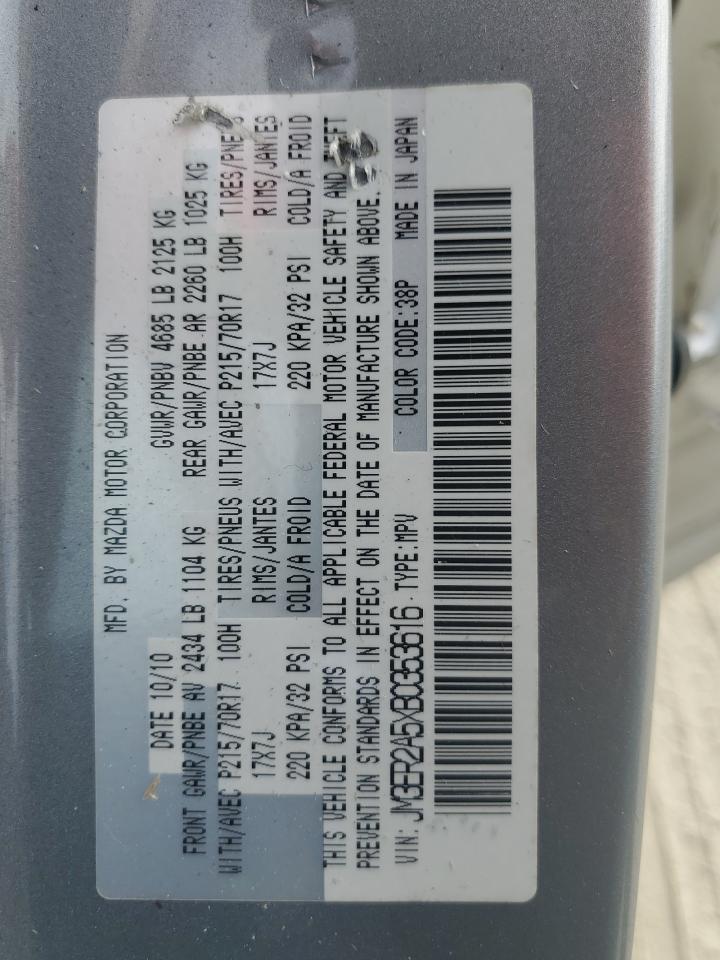 MFD. BY MAZDA MOTOR CORPORATION
DATE 10/10 GVWR/PNBV 4685 LB 2125 KG
FRONT GAWR/PNBE AV 2434 LB 1104 KG REAR GAWR/PNBE AR 2260 LB 1025 KG
WITH/AVEC P215/70R17 100H TIRES/PNEUS WITH/AVEC P215/70R17 100H TIRES/PNEUS
17X7J RIMS/JANTES 17X7J RIMS/JANTES
220 KPA/32 PSI COLD/A FROID 220 KPA/32 PSI COLD/A FROID
THIS VEHICLE CONFORMS TO ALL APPLICABLE FEDERAL MOTOR VEHICLE SAFETY AND THEFT
PREVENTION STANDARDS IN EFFECT ON THE DATE OF MANUFACTURE SHOWN ABOVE.
VIN: JM3ER2A5XB0353616 TYPE:MPV COLOR CODE:38P MADE IN JAPAN